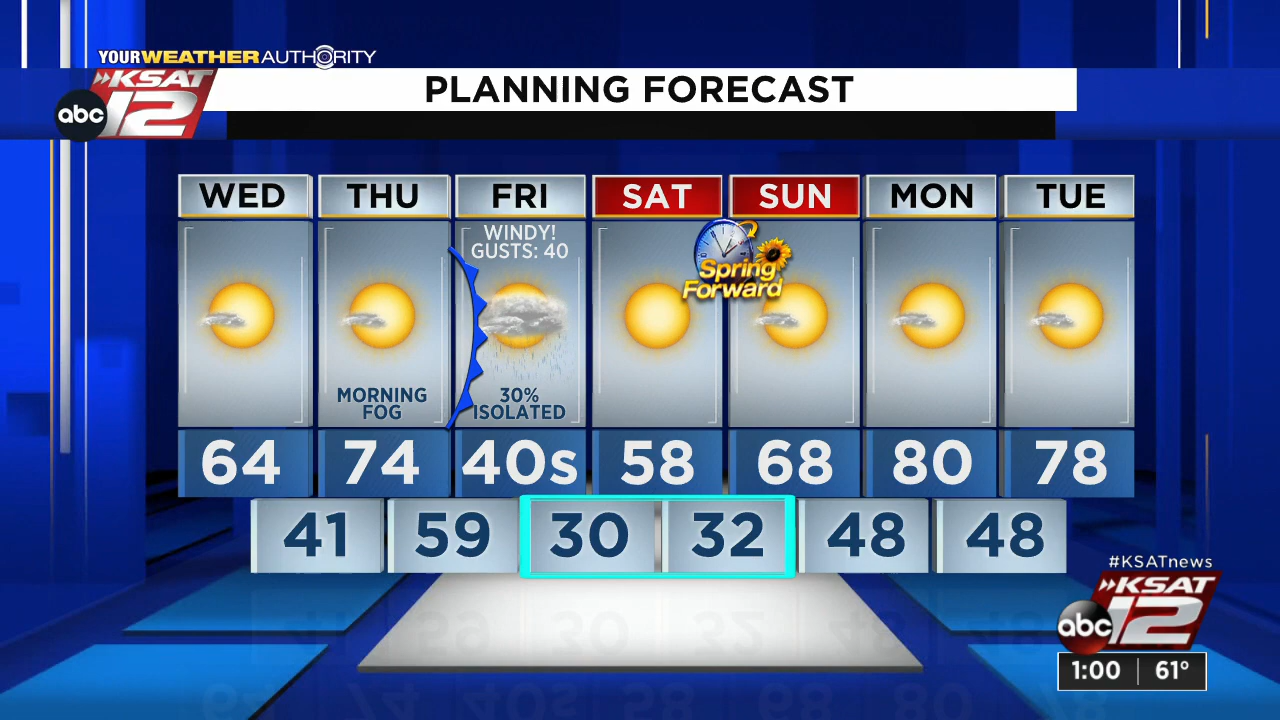 YOURWEATHERAUTHORITY
KSAT
abc 12
PLANNING FORECAST
WED THU FRI SAT SUN MON TUE
WINDY!
GUSTS: 40
Spring
Forward
MORNING
FOG
30%
ISOLATED
64 74 40s 58 68 80 78
41 59 30 32 48 48
#KSATnews
KSAT
abc 12
1:00 61°